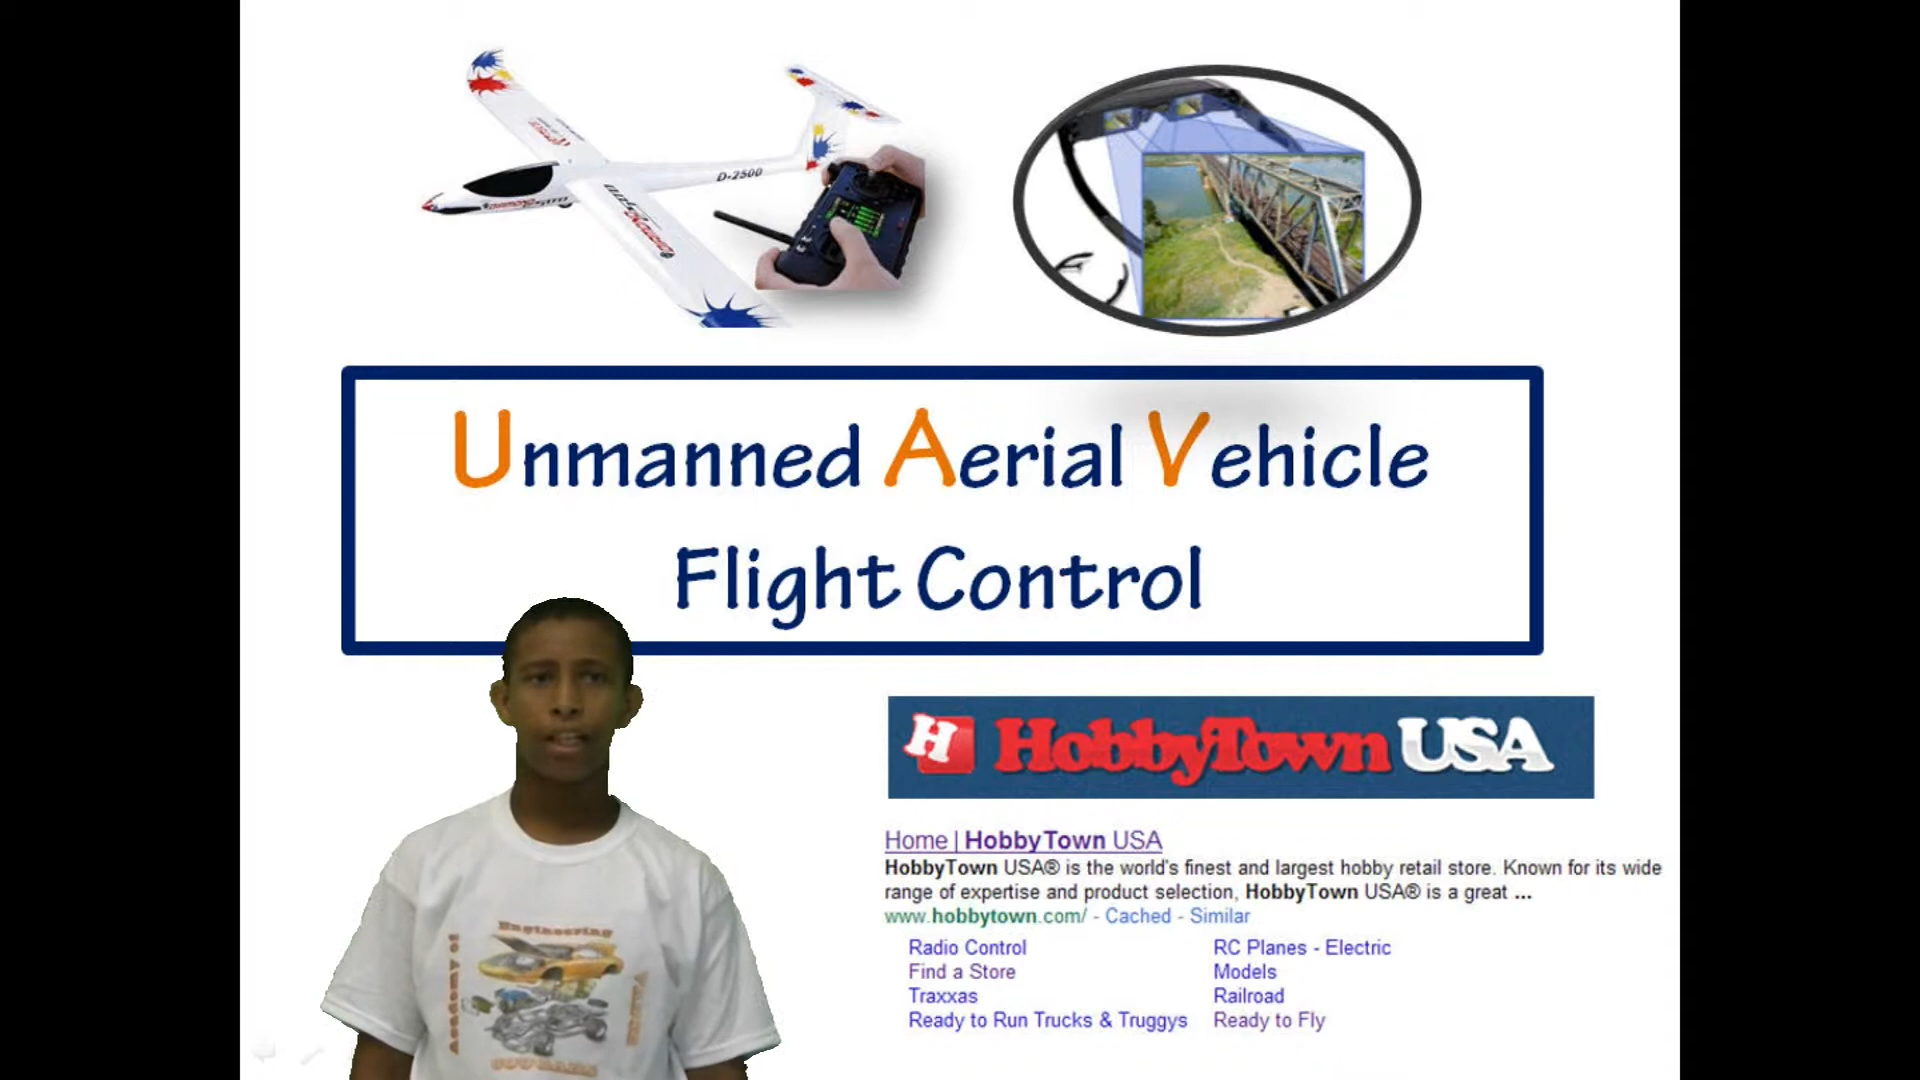 D-2500
Unmanned Aerial Vehicle
Flight Control
H HobbyTown USA
Home | HobbyTown USA
HobbyTown USA® is the world's finest and largest hobby retail store. Known for its wide
range of expertise and product selection, HobbyTown USA® is a great ...
www.hobbytown.com/ - Cached - Similar
Radio Control RC Planes - Electric
Find a Store Models
Traxxas Railroad
Ready to Run Trucks & Truggys Ready to Fly
Engineering
Academy of